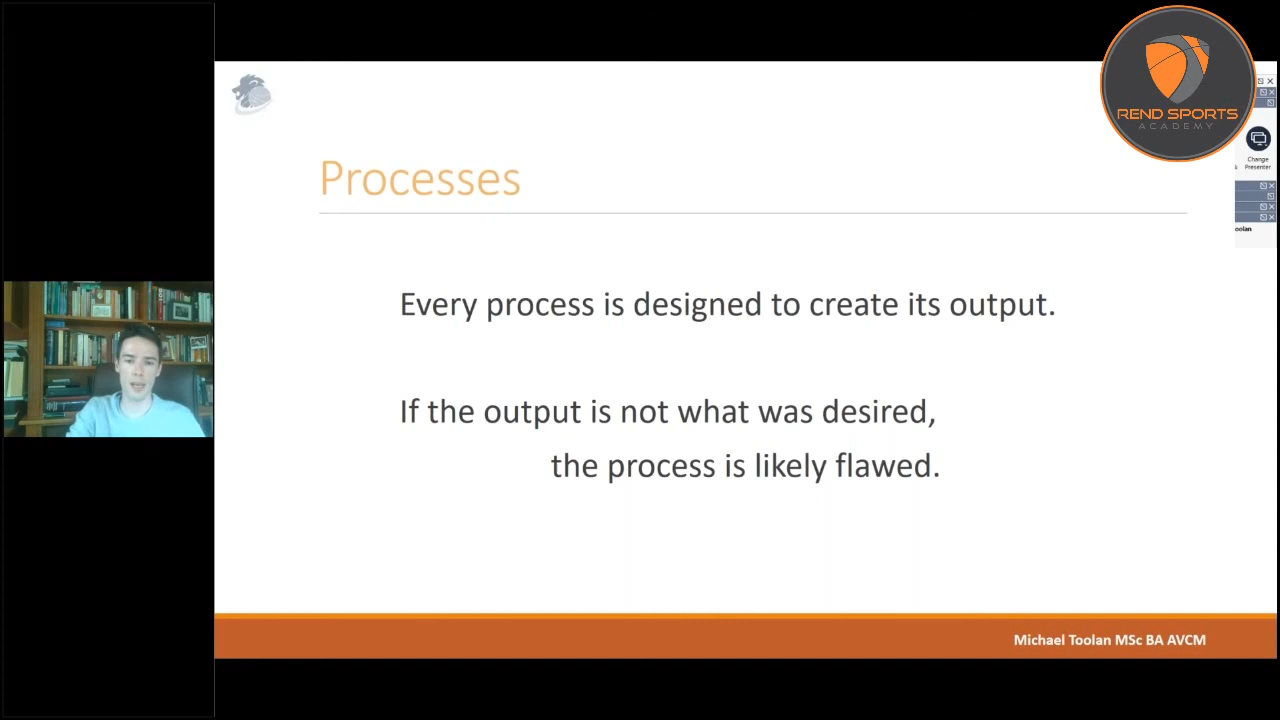 REND SPORTS
ACADEMY
Change
Presenter
Processes
oolan
Every process is designed to create its output.
If the output is not what was desired,
the process is likely flawed.
Michael Toolan MSc BA AVCM